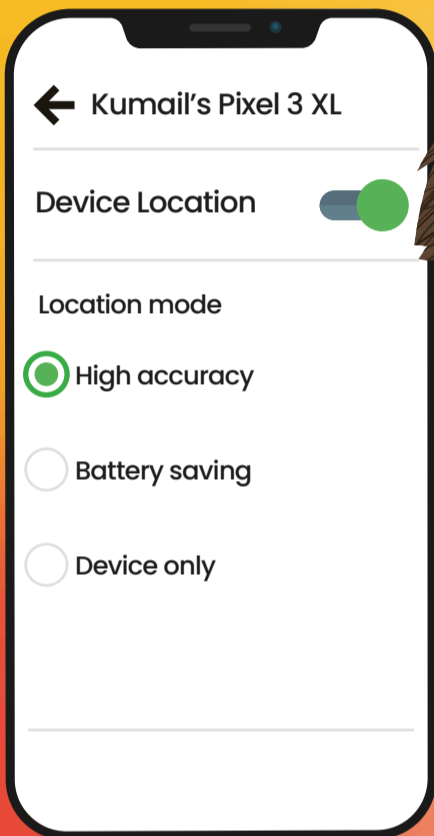 Kumail's Pixel 3 XL
Device Location
Location mode
High accuracy
Battery saving
Device only